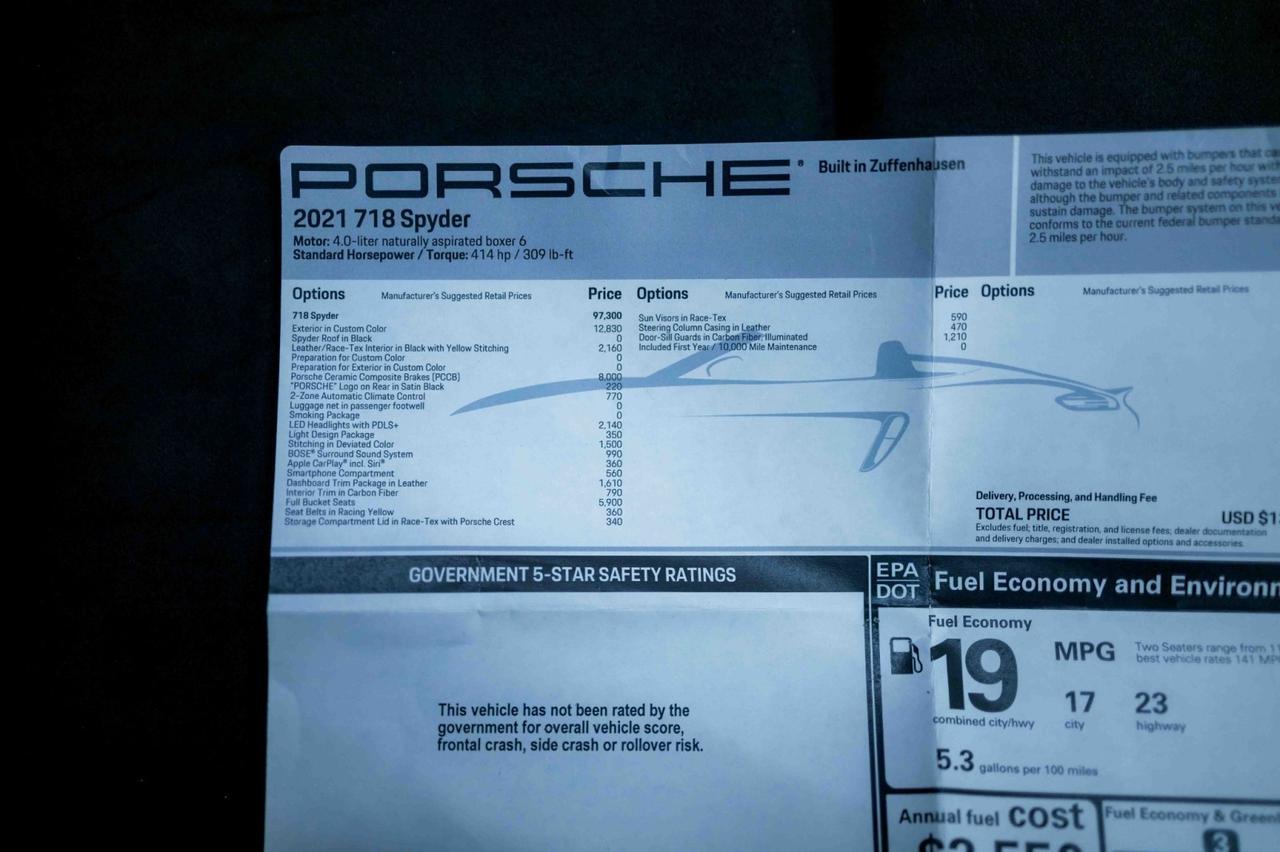 PORSCHE® Built in Zuffenhausen
2021 718 Spyder
Motor: 4.0-liter naturally aspirated boxer 6
Standard Horsepower / Torque: 414 hp / 309 lb-ft
This vehicle is equipped with bumpers that
withstand an impact of 2.5 miles per hour
damage to the vehicle's body and safety
although the bumper and related components
sustain damage. The bumper system on this
conforms to the current federal bumper
2.5 miles per hour.
Options Manufacturer's Suggested Retail Prices Price
718 Spyder 97,300
Exterior in Custom Color 12,830
Spyder Roof in Black 0
Leather/Race-Tex Interior in Black with Yellow Stitching 2,160
Preparation for Custom Color 0
Preparation for Exterior in Custom Color 0
Porsche Ceramic Composite Brakes (PCCB) 8,000
"PORSCHE" Logo on Rear in Satin Black 220
2-Zone Automatic Climate Control 770
Luggage net in passenger footwell 0
Smoking Package 0
LED Headlights with PDLS+ 2,140
Light Design Package 350
Stitching in Deviated Color 1,500
BOSE® Surround Sound System 990
Apple CarPlay® incl. Siri® 360
Smartphone Compartment 560
Dashboard Trim Package in Leather 1,610
Interior Trim in Carbon Fiber 790
Full Bucket Seats 5,900
Seat Belts in Racing Yellow 360
Storage Compartment Lid in Race-Tex with Porsche Crest 340
Options Manufacturer's Suggested Retail Prices Price
Sun Visors in Race-Tex 590
Steering Column Casing in Leather 470
Door-Sill Guards in Carbon Fiber, Illuminated 1,210
Included First Year / 10,000 Mile Maintenance 0
Options Manufacturer's Suggested Retail Prices
Delivery, Processing, and Handling Fee
TOTAL PRICE USD $1
Excludes fuel; title, registration, and license fees; dealer documentation
and delivery charges; and dealer installed options and accessories.
GOVERNMENT 5-STAR SAFETY RATINGS
This vehicle has not been rated by the
government for overall vehicle score,
frontal crash, side crash or rollover risk.
EPA
DOT
Fuel Economy and
Fuel Economy
19 MPG
Two Seaters range from 11
best vehicle rates 141
combined city/hwy
17 city
23 highway
5.3 gallons per 100 miles
Annual fuel cost
Fuel Economy &
3